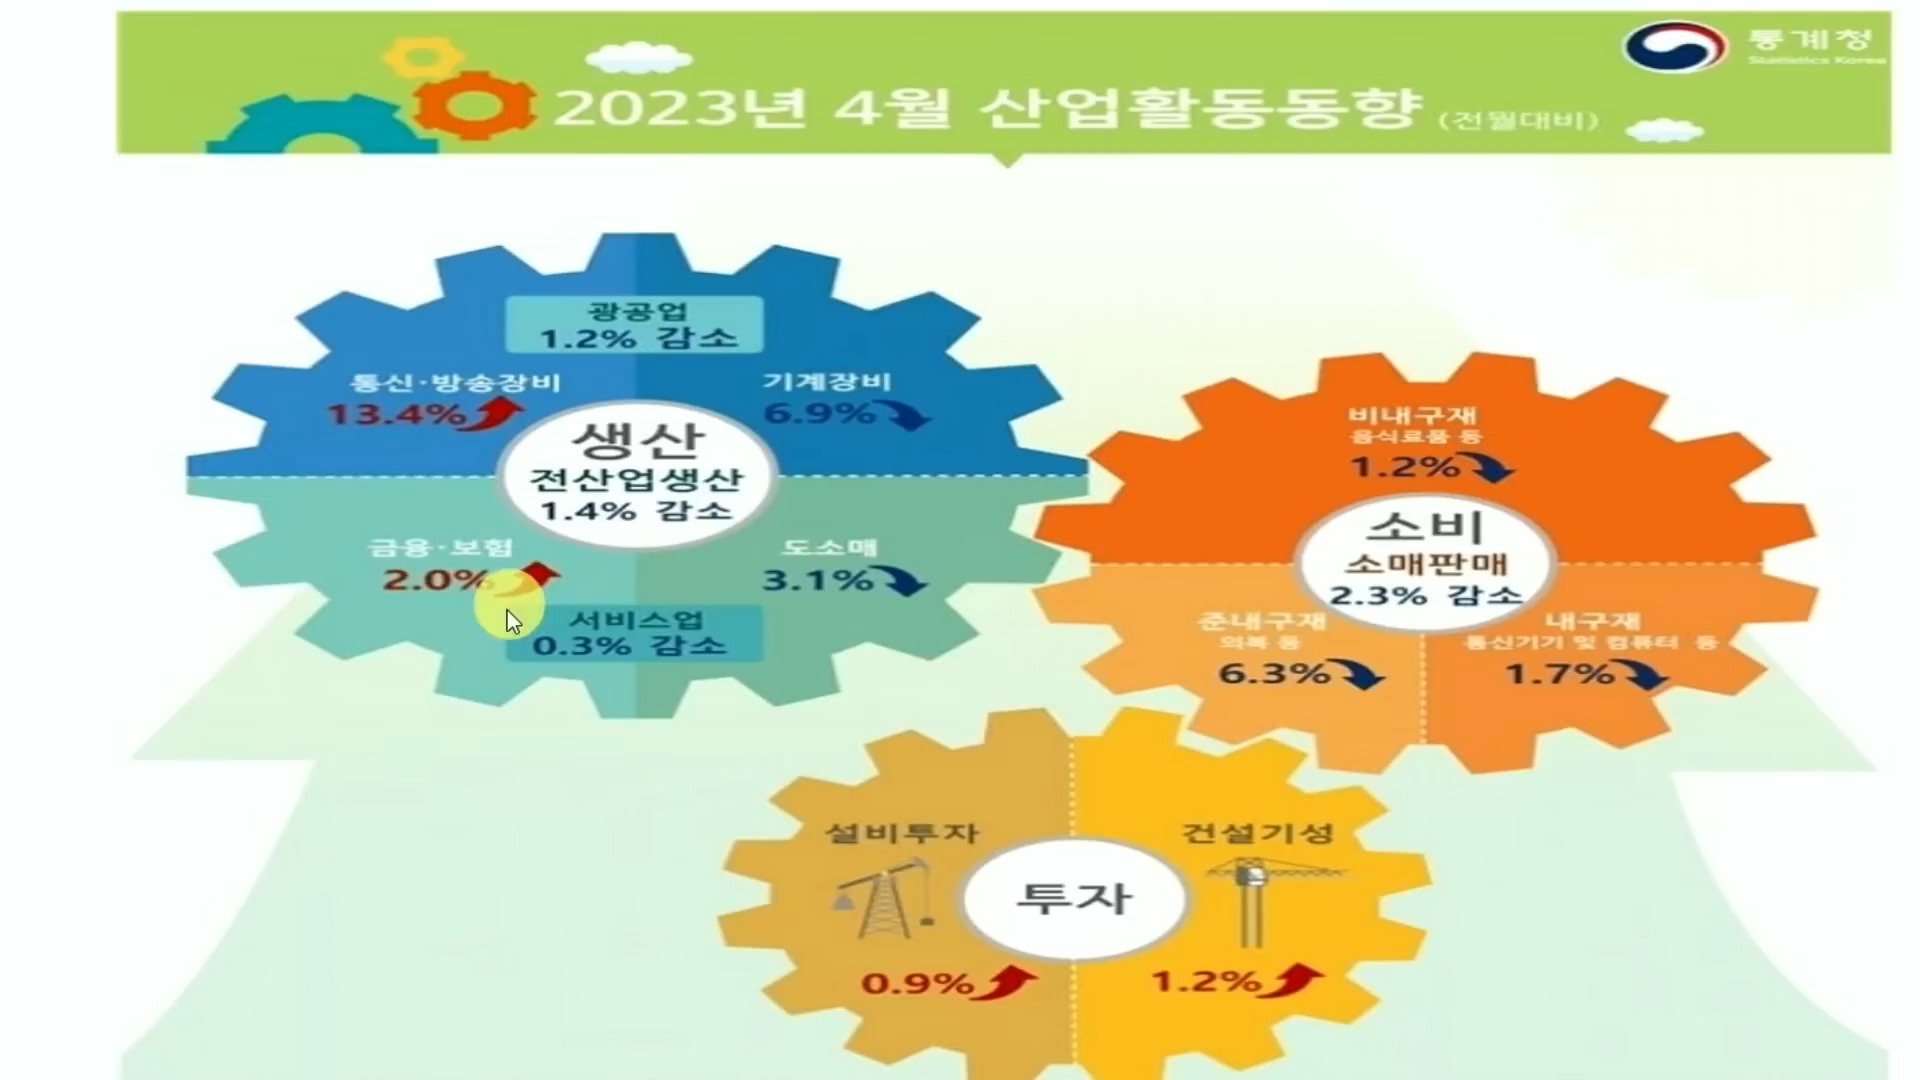 통계청
Statistics Korea
2023년 4월 산업활동동향 (전월대비)
광공업
1.2% 감소
통신·방송장비
13.4%
기계장비
6.9%
생산
전산업생산
1.4% 감소
금융·보험
2.0%
도소매
3.1%
서비스업
0.3% 감소
비내구재
음식료품 등
1.2%
소비
소매판매
2.3% 감소
준내구재
의복 등
6.3%
내구재
통신기기 및 컴퓨터 등
1.7%
설비투자
0.9%
투자
건설기성
1.2%